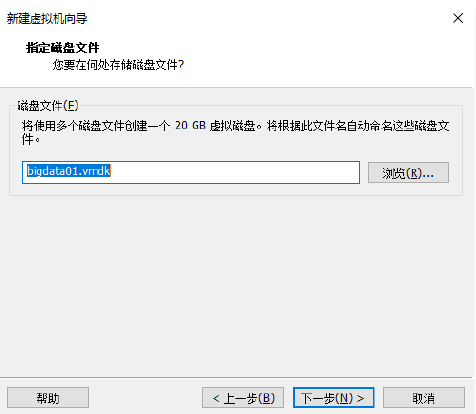 新建虚拟机向导
指定磁盘文件
您要在何处存储磁盘文件?
磁盘文件(F)
将使用多个磁盘文件创建一个 20 GB 虚拟磁盘。将根据此文件名自动命名这些磁盘文
件。
bigdata01.vmdk
浏览(R)...
帮助
< 上一步(B)
下一步(N) >
取消